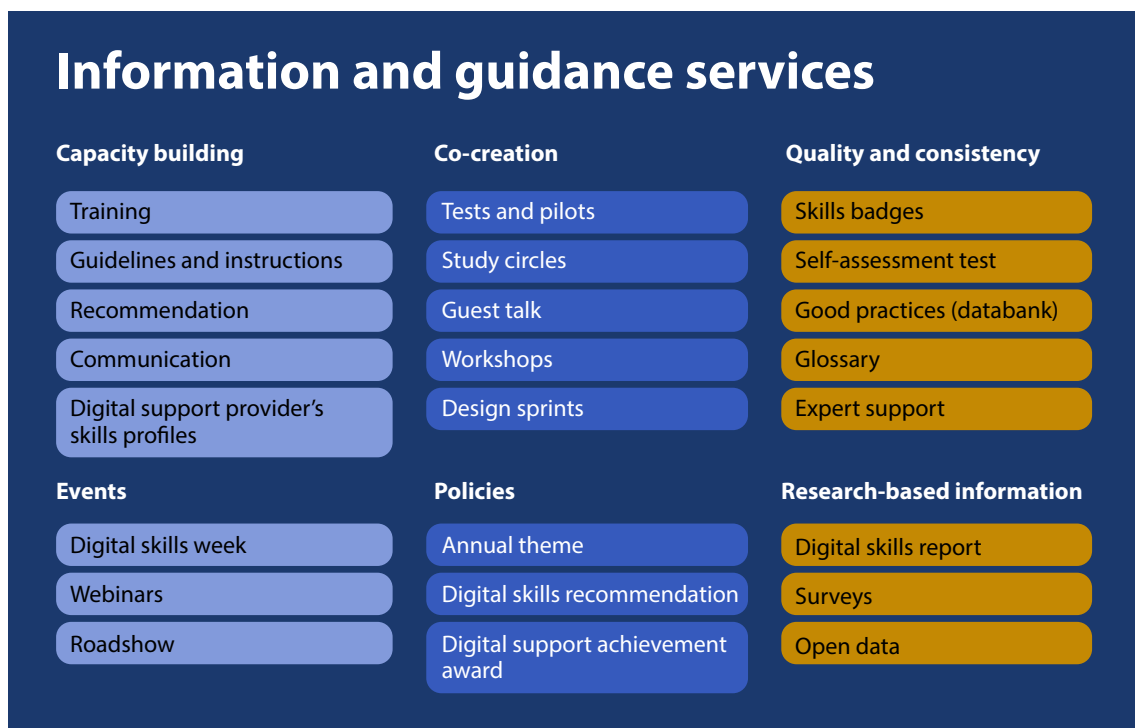 Information and guidance services
Capacity building
Training
Guidelines and instructions
Recommendation
Communication
Digital support provider’s
skills profiles
Co-creation
Tests and pilots
Study circles
Guest talk
Workshops
Design sprints
Quality and consistency
Skills badges
Self-assessment test
Good practices (databank)
Glossary
Expert support
Events
Digital skills week
Webinars
Roadshow
Policies
Annual theme
Digital skills recommendation
Digital support achievement
award
Research-based information
Digital skills report
Surveys
Open data